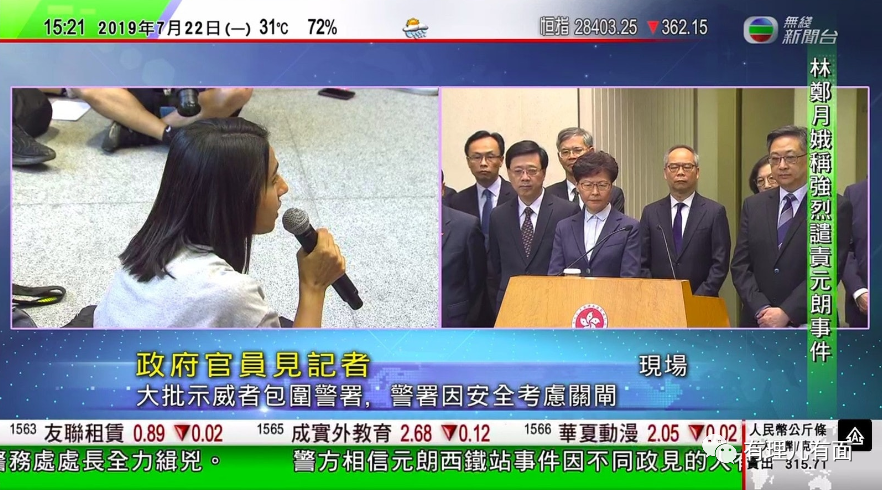 15:21 2019年7月22日(一) 31℃ 72% 恒指 28403.25 ▼362.15 無綫新聞台
林鄭月娥稱強烈譴責元朗事件
政府官員見記者 現場
大批示威者包圍警署，警署因安全考慮關閘
1563 友聯租賃 0.89 ▼0.02 1565 成實外教育 2.68 ▼0.12 1566 華夏動漫 2.05 ▼0.02
人民幣公斤條
有理儿有面
警務處處長全力緝兇。 警方相信元朗西鐵站事件因不同政見的人
賣出 315.71